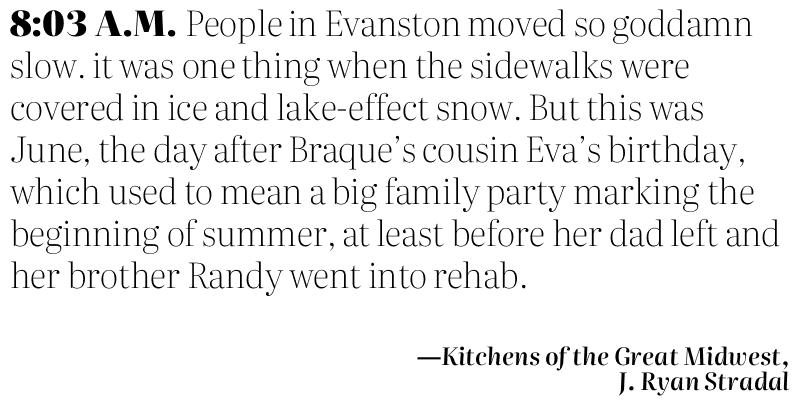 8:03 A.M. People in Evanston moved so goddamn
slow. it was one thing when the sidewalks were
covered in ice and lake-effect snow. But this was
June, the day after Braque’s cousin Eva’s birthday,
which used to mean a big family party marking the
beginning of summer, at least before her dad left and
her brother Randy went into rehab.
—Kitchens of the Great Midwest,
J. Ryan Stradal